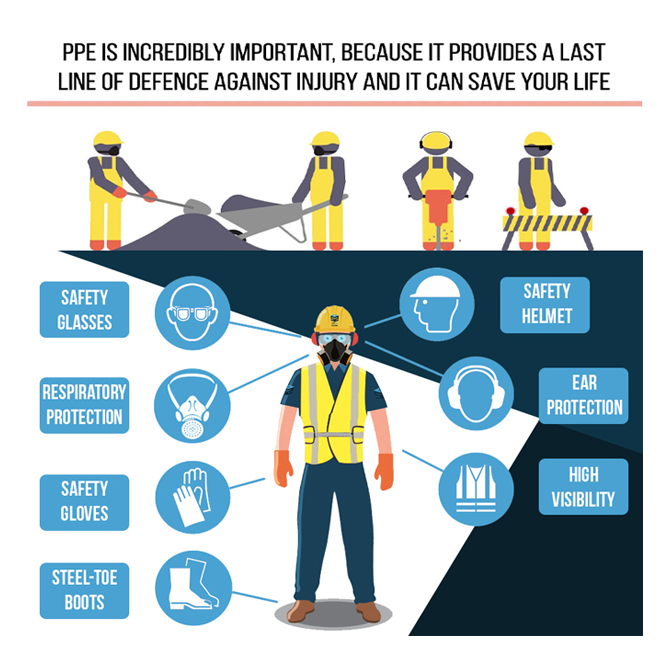 PPE IS INCREDIBLY IMPORTANT, BECAUSE IT PROVIDES A LAST
LINE OF DEFENCE AGAINST INJURY AND IT CAN SAVE YOUR LIFE
SAFETY
GLASSES
SAFETY
HELMET
RESPIRATORY
PROTECTION
EAR
PROTECTION
SAFETY
GLOVES
HIGH
VISIBILITY
STEEL-TOE
BOOTS